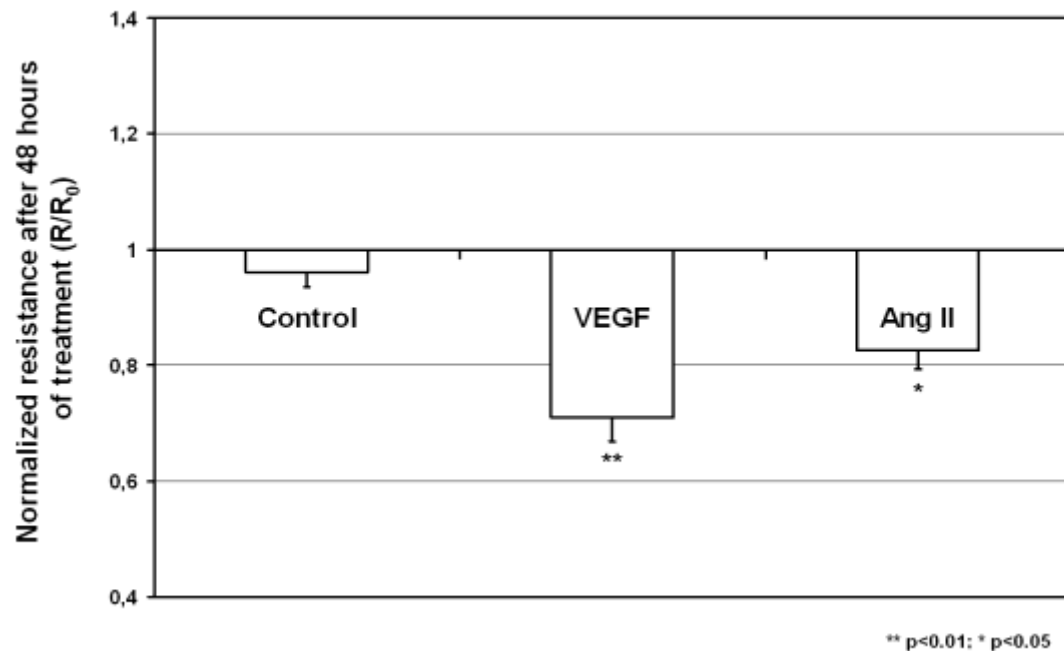 Normalized resistance after 48 hours
of treatment (R/R₀)
1,4
1,2
1
0,8
0,6
0,4
Control
VEGF
Ang II
**
*
** p<0.01; * p<0.05